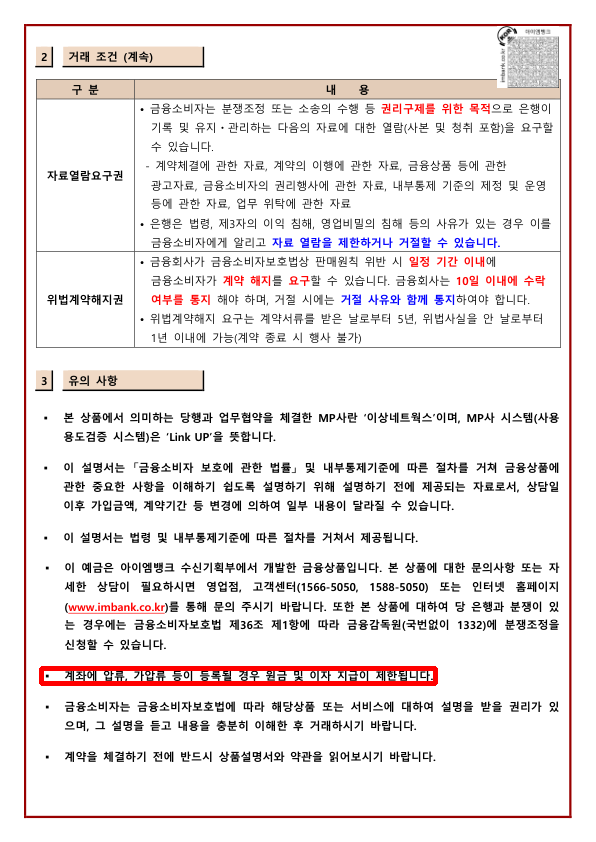 아이엠뱅크
imbank.co.kr
2 거래 조건 (계속)
구 분 내 용
• 금융소비자는 분쟁조정 또는 소송의 수행 등 권리구제를 위한 목적으로 은행이
기록 및 유지・관리하는 다음의 자료에 대한 열람(사본 및 청취 포함)을 요구할
수 있습니다.
- 계약체결에 관한 자료, 계약의 이행에 관한 자료, 금융상품 등에 관한
자료열람요구권
광고자료, 금융소비자의 권리행사에 관한 자료, 내부통제 기준의 제정 및 운영
등에 관한 자료, 업무 위탁에 관한 자료
• 은행은 법령, 제3자의 이익 침해, 영업비밀의 침해 등의 사유가 있는 경우 이를
금융소비자에게 알리고 자료 열람을 제한하거나 거절할 수 있습니다.
• 금융회사가 금융소비자보호법상 판매원칙 위반 시 일정 기간 이내에
금융소비자가 계약 해지를 요구할 수 있습니다. 금융회사는 10일 이내에 수락
위법계약해지권 여부를 통지 해야 하며, 거절 시에는 거절 사유와 함께 통지하여야 합니다.
• 위법계약해지 요구는 계약서류를 받은 날로부터 5년, 위법사실을 안 날로부터
1년 이내에 가능(계약 종료 시 행사 불가)
3 유의 사항
▪ 본 상품에서 의미하는 당행과 업무협약을 체결한 MP사란 ‘이상네트웍스’이며, MP사 시스템(사용
용도검증 시스템)은 ‘Link UP’을 뜻합니다.
▪ 이 설명서는「금융소비자 보호에 관한 법률」및 내부통제기준에 따른 절차를 거쳐 금융상품에
관한 중요한 사항을 이해하기 쉽도록 설명하기 위해 설명하기 전에 제공되는 자료로서, 상담일
이후 가입금액, 계약기간 등 변경에 의하여 일부 내용이 달라질 수 있습니다.
▪ 이 설명서는 법령 및 내부통제기준에 따른 절차를 거쳐서 제공됩니다.
▪ 이 예금은 아이엠뱅크 수신기획부에서 개발한 금융상품입니다. 본 상품에 대한 문의사항 또는 자
세한 상담이 필요하시면 영업점, 고객센터(1566-5050, 1588-5050) 또는 인터넷 홈페이지
(www.imbank.co.kr)를 통해 문의 주시기 바랍니다. 또한 본 상품에 대하여 당 은행과 분쟁이 있
는 경우에는 금융소비자보호법 제36조 제1항에 따라 금융감독원(국번없이 1332)에 분쟁조정을
신청할 수 있습니다.
▪ 계좌에 압류, 가압류 등이 등록될 경우 원금 및 이자 지급이 제한됩니다.
▪ 금융소비자는 금융소비자보호법에 따라 해당상품 또는 서비스에 대하여 설명을 받을 권리가 있
으며, 그 설명을 듣고 내용을 충분히 이해한 후 거래하시기 바랍니다.
▪ 계약을 체결하기 전에 반드시 상품설명서와 약관을 읽어보시기 바랍니다.